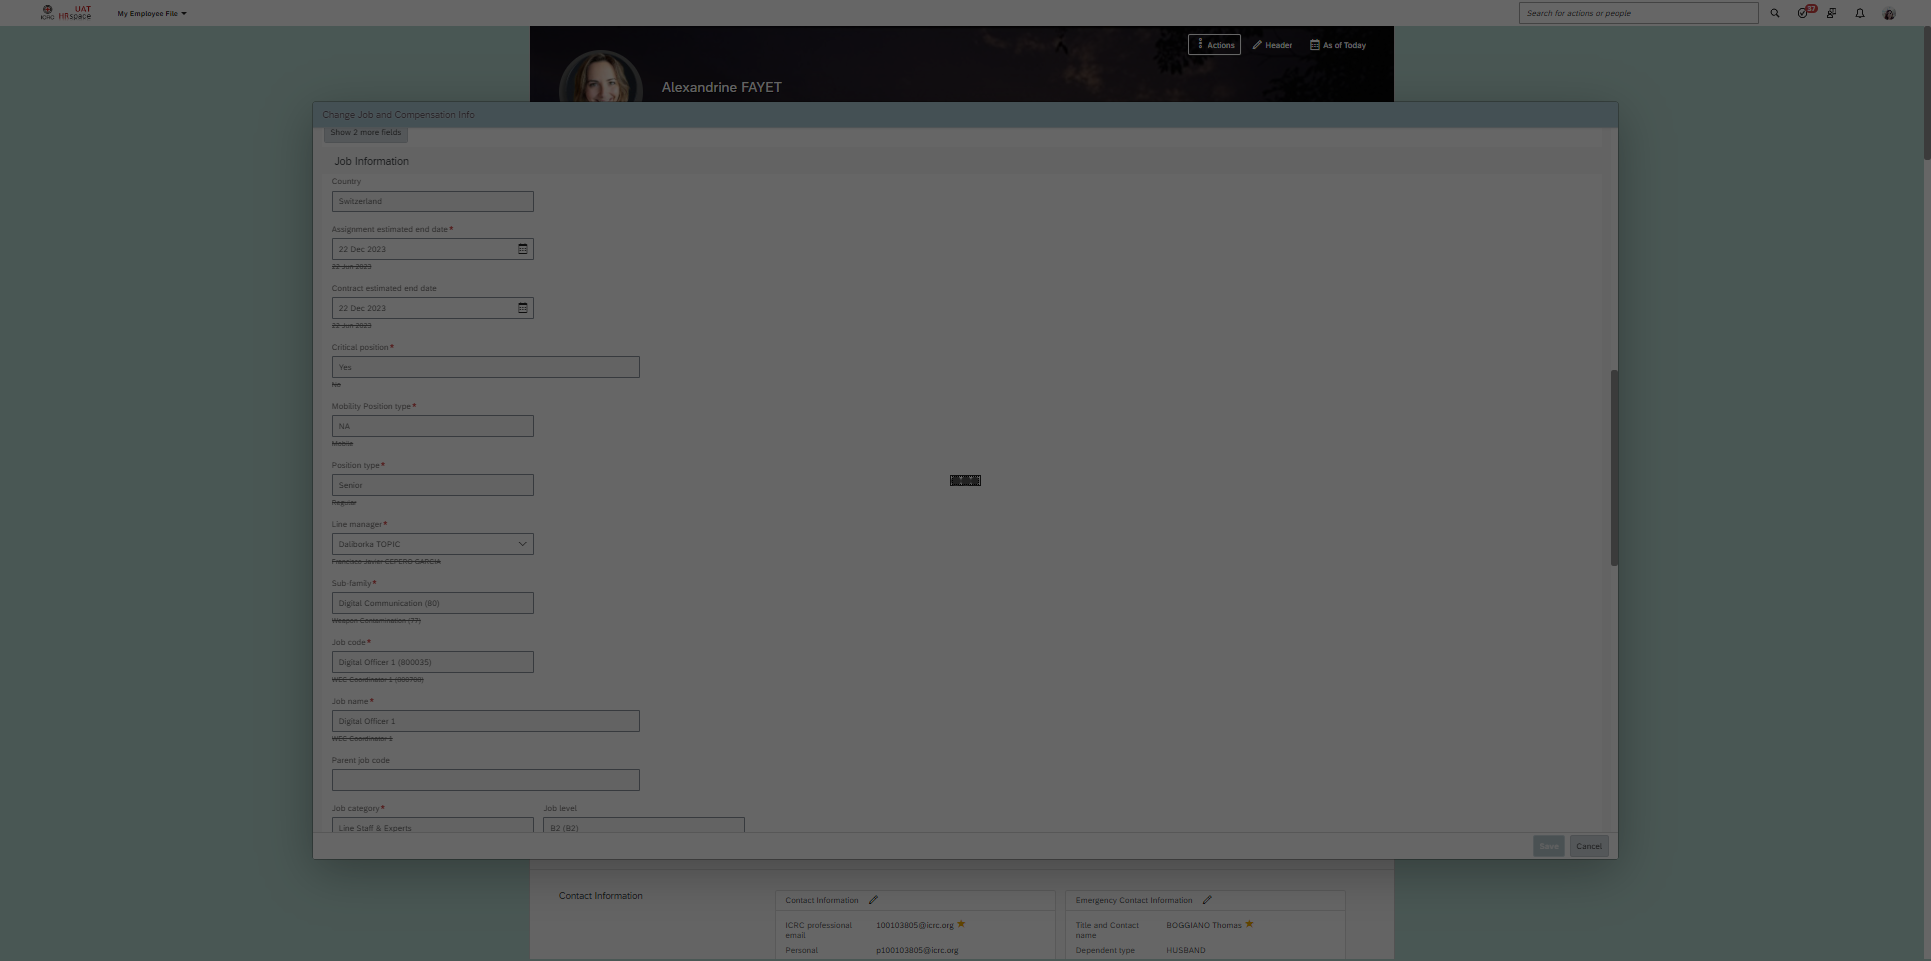 ICRC UAT HRspace
My Employee File
Search for actions or people
37
Actions
Header
As of Today
Alexandrine FAYET
Change Job and Compensation Info
Show 2 more fields
Job Information
Country
Switzerland
Assignment estimated end date*
22 Dec 2023
22 Jun 2023
Contract estimated end date
22 Dec 2023
22 Jun 2023
Critical position*
Yes
No
Mobility Position type*
NA
Mobile
Position type*
Senior
Regular
Line manager*
Daliborka TOPIC
Francisco Javier CEPERO GARCIA
Sub-family*
Digital Communication (80)
Weapon Contamination (77)
Job code*
Digital Officer 1 (800035)
WEC Coordinator 1
Job name*
Digital Officer 1
WEC Coordinator 1
Parent job code
Job category* Job level
Line Staff & Experts B2 (B2)
Save Cancel
Contact Information
Contact Information
ICRC professional email 100103805@icrc.org
Personal p100103805@icrc.org
Emergency Contact Information
Title and Contact name BOGGIANO Thomas
Dependent type HUSBAND